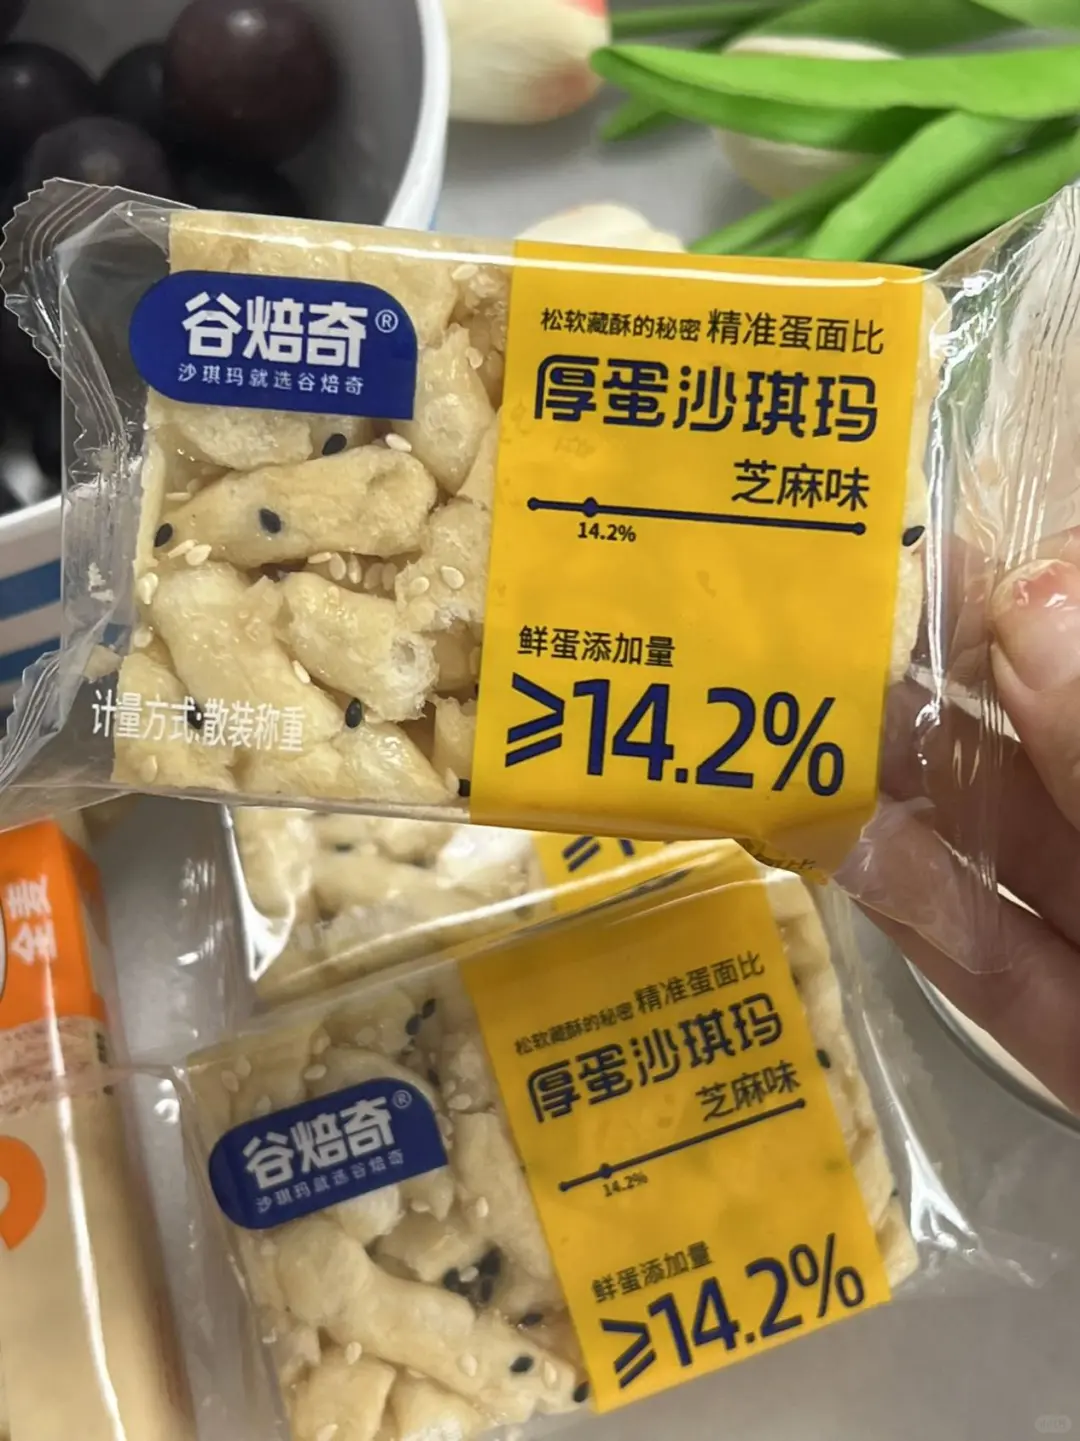 谷焙奇®
沙琪玛就选谷焙奇
松软藏酥的秘密 精准蛋面比
厚蛋沙琪玛
芝麻味
14.2%
鲜蛋添加量
≥14.2%
计量方式:散装称重
全麦
松软藏酥的秘密 精准蛋面比
厚蛋沙琪玛
芝麻味
14.2%
谷焙奇®
沙琪玛就选谷焙奇
鲜蛋添加量
≥14.2%